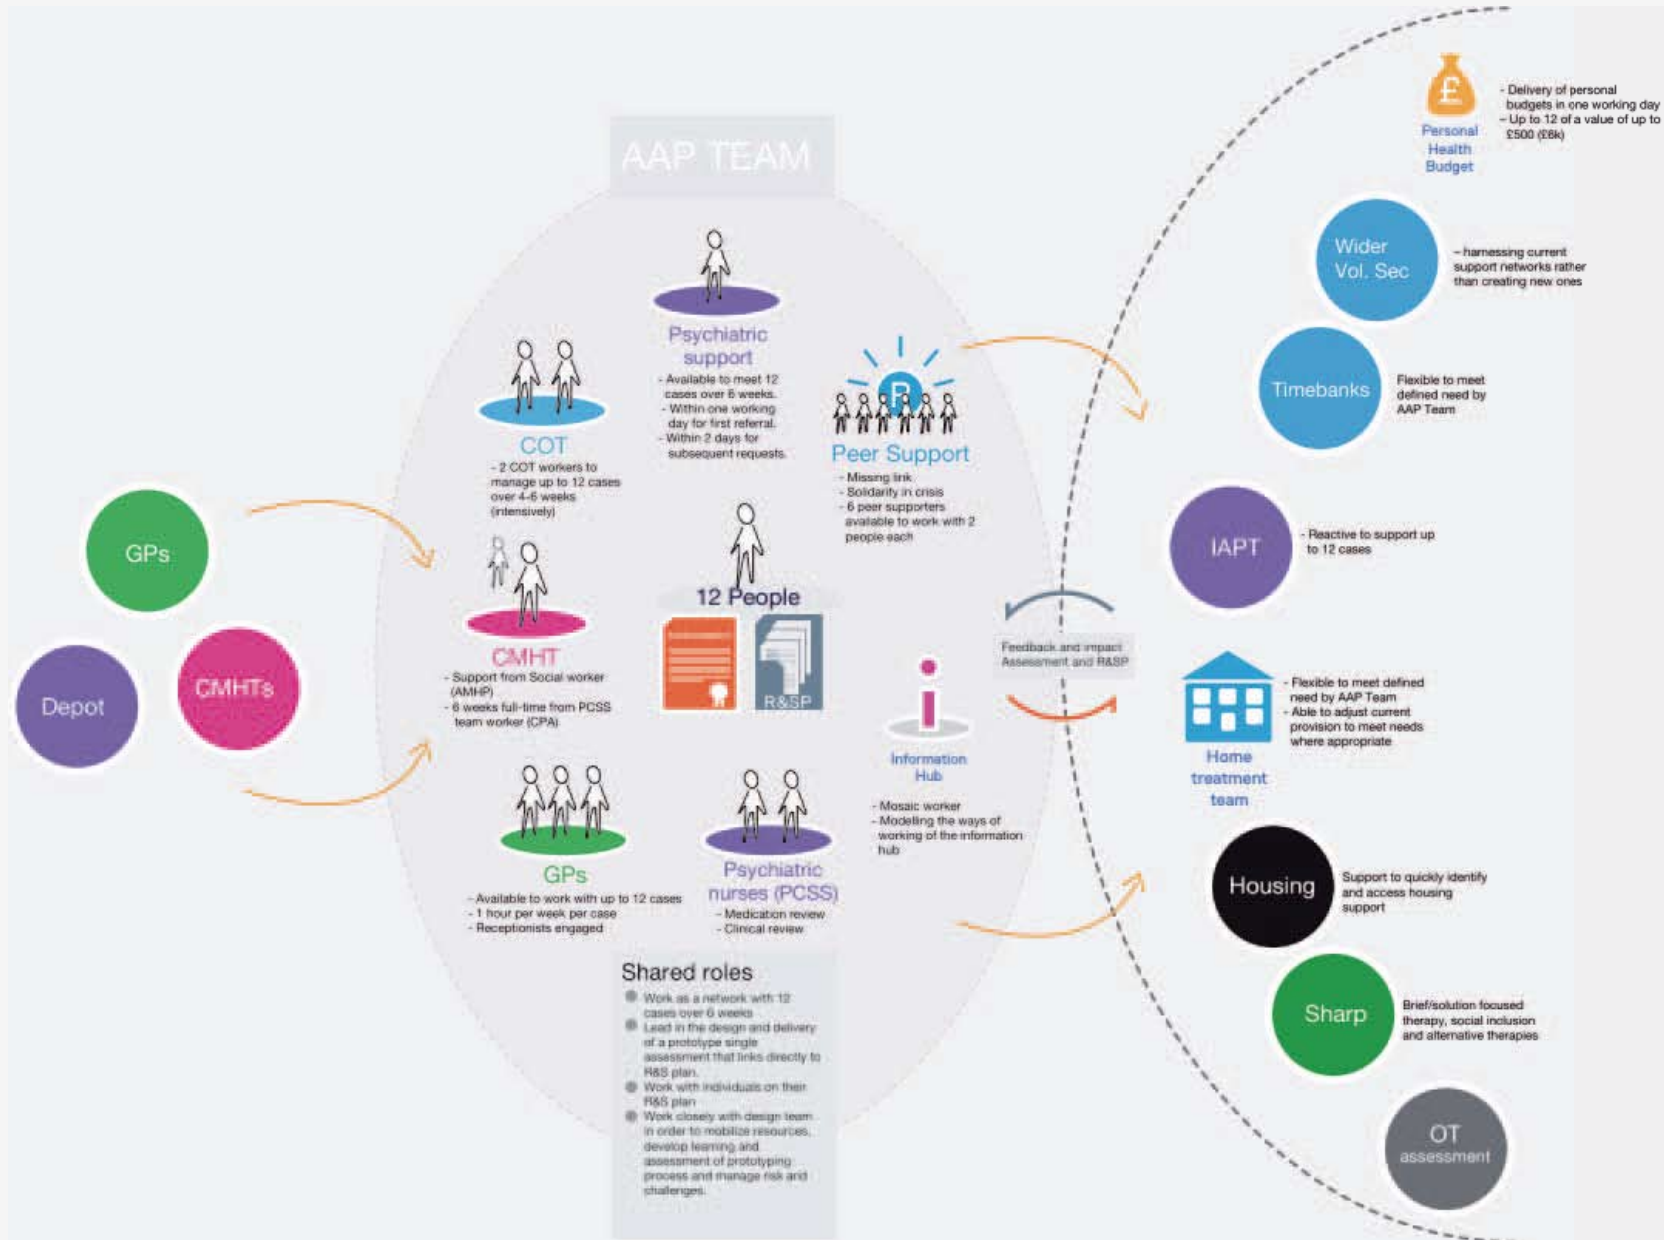 AAP TEAM
GPs
Depot
CMHTs
Psychiatric
support
- Available to meet 12
cases over 6 weeks.
- Within one working
day for first referral.
- Within 2 days for
subsequent requests.
COT
- 2 COT workers to
manage up to 12 cases
over 4-6 weeks
(intensively)
P
Peer Support
- Missing link
- Solidarity in crisis
- 6 peer supporters
available to work with 2
people each
CMHT
- Support from Social worker
(AMHP)
- 6 weeks full-time from PCSS
team worker (CPA)
12 People
R&SP
i
Information
Hub
- Mosaic worker
- Modelling the ways of
working of the information
hub
GPs
- Available to work with up to 12 cases
- 1 hour per week per case
- Receptionists engaged
Psychiatric
nurses (PCSS)
- Medication review
- Clinical review
Shared roles
Work as a network with 12
cases over 6 weeks
Lead in the design and delivery
of a prototype single
assessment that links directly to
R&S plan.
Work with individuals on their
R&S plan
Work closely with design team
in order to mobilize resources,
develop learning and
assessment of prototyping
process and manage risk and
challenges.
Feedback and impact
Assessment and R&SP
£
Personal
Health
Budget
- Delivery of personal
budgets in one working day
– Up to 12 of a value of up to
£500 (£6k)
Wider
Vol. Sec
– harnessing current
support networks rather
than creating new ones
Timebanks
Flexible to meet
defined need by
AAP Team
IAPT
- Reactive to support up
to 12 cases
Home
treatment
team
- Flexible to meet defined
need by AAP Team
- Able to adjust current
provision to meet needs
where appropriate
Housing
Support to quickly identify
and access housing
support
Sharp
Brief/solution focused
therapy, social inclusion
and alternative therapies
OT
assessment